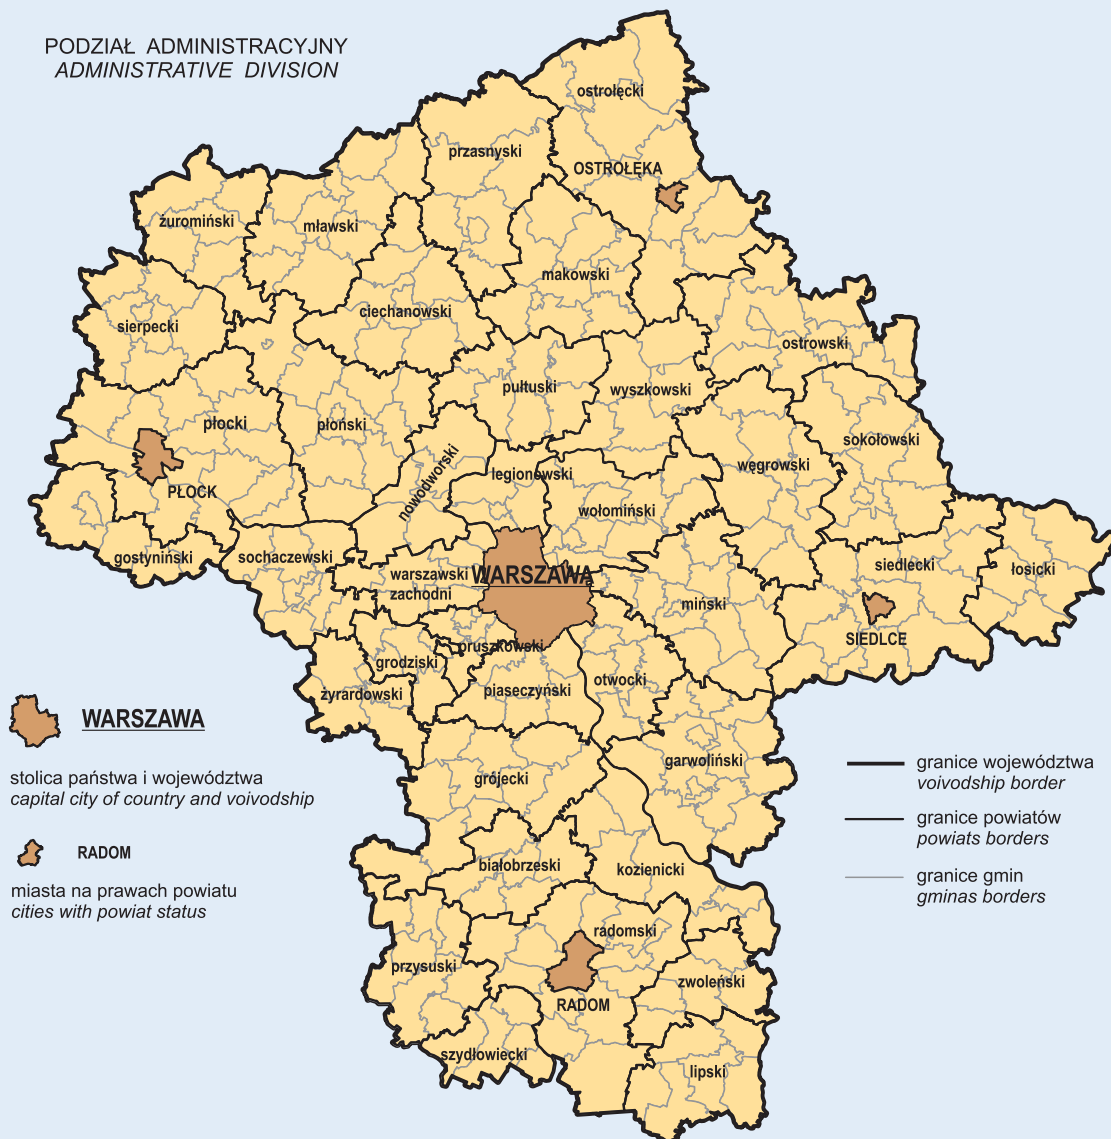 PODZIAŁ ADMINISTRACYJNY
ADMINISTRATIVE DIVISION
ostrołęcki
przasnyski
OSTROŁĘKA
żuromiński
mławski
makowski
ciechanowski
sierpecki
ostrowski
pułtuski
wyszkowski
płocki
płoński
sokołowski
węgrowski
nowodworski
legionowski
PŁOCK
wołomiński
gostyniński
sochaczewski
siedlecki
łosicki
warszawski
zachodni
WARSZAWA
miński
SIEDLCE
pruszkowski
grodziski
otwocki
żyrardowski
piaseczyński
WARSZAWA
garwoliński
granice województwa
voivodship border
stolica państwa i województwa
capital city of country and voivodship
grójecki
granice powiatów
powiats borders
RADOM
białobrzeski
kozienicki
granice gmin
gminas borders
miasta na prawach powiatu
cities with powiat status
radomski
przysuski
zwoleński
RADOM
szydłowiecki
lipski